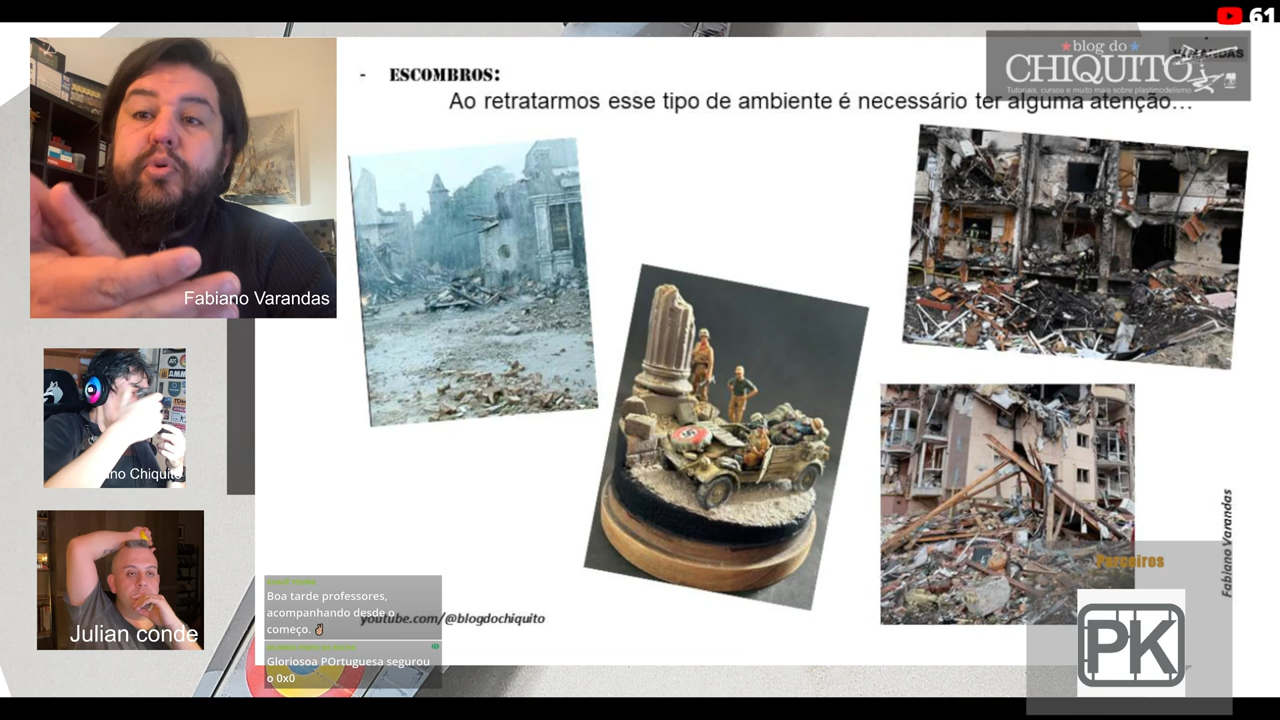 61
blog do
CHIQUITO
Tutoriais, cursos e muito mais sobre plastimodelismo
VARANDAS
- ESCOMBROS:
Ao retratarmos esse tipo de ambiente é necessário ter alguma atenção...
Fabiano Varandas
Chiquito
Julian conde
Boa tarde professores,
acompanhando desde o
começo. ✌🏼
Gloriosoa POrtuguesa segurou
o 0x0
youtube.com/@blogdochiquito
Fabiano Varandas
Parceiros
PK